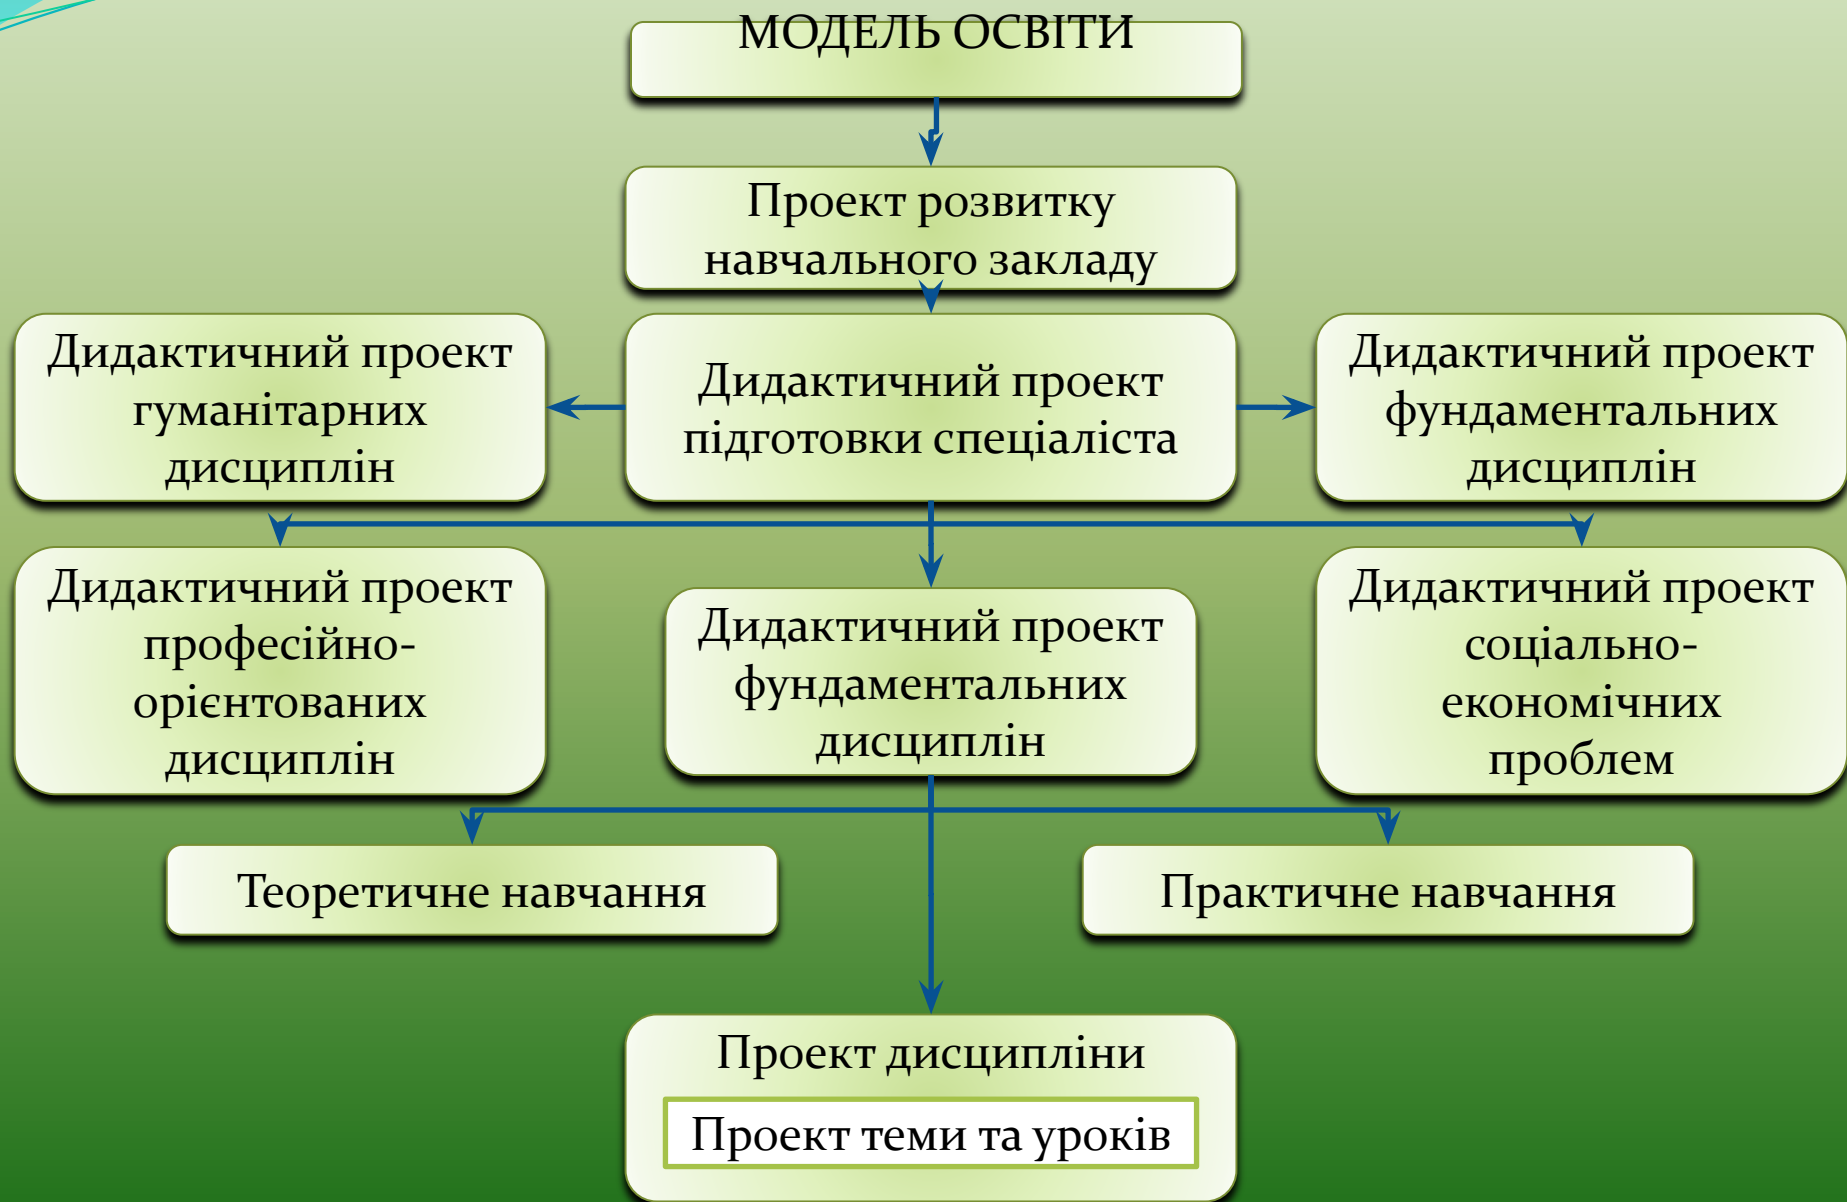 МОДЕЛЬ ОСВІТИ
Проект розвитку
навчального закладу
Дидактичний проект
гуманітарних
дисциплін
Дидактичний проект
підготовки спеціаліста
Дидактичний проект
фундаментальних
дисциплін
Дидактичний проект
професійно-
орієнтованих
дисциплін
Дидактичний проект
фундаментальних
дисциплін
Дидактичний проект
соціально-
економічних
проблем
Теоретичне навчання
Практичне навчання
Проект дисципліни
Проект теми та уроків